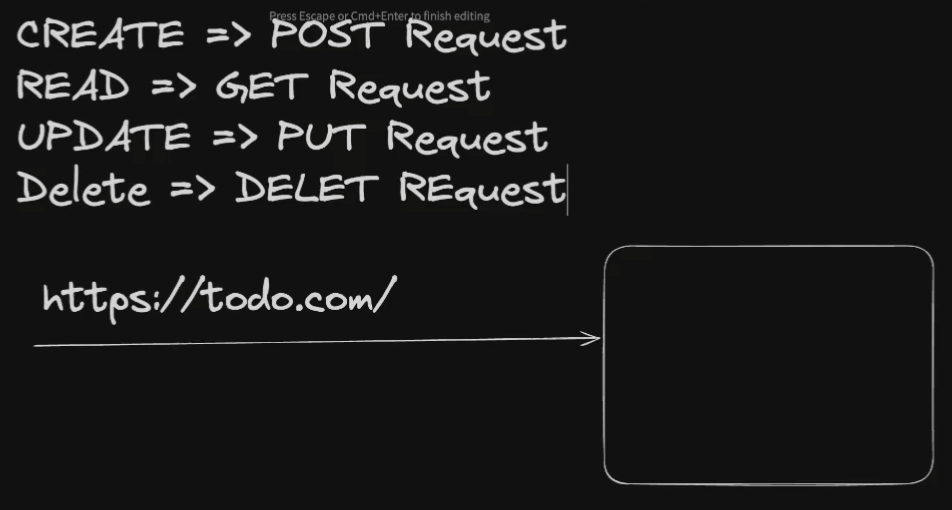 Press Escape or Cmd+Enter to finish editing
CREATE => POST Request
READ => GET Request
UPDATE => PUT Request
Delete => DELET REquest
https://todo.com/